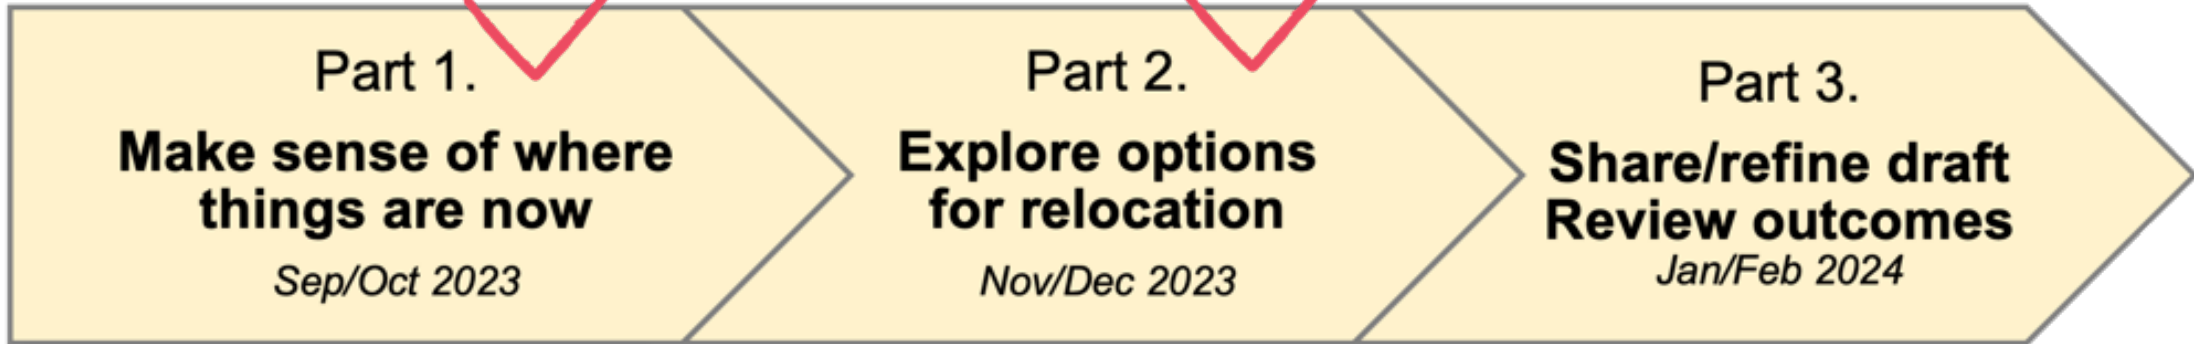 Part 1.
Make sense of where
things are now
Sep/Oct 2023
Part 2.
Explore options
for relocation
Nov/Dec 2023
Part 3.
Share/refine draft
Review outcomes
Jan/Feb 2024